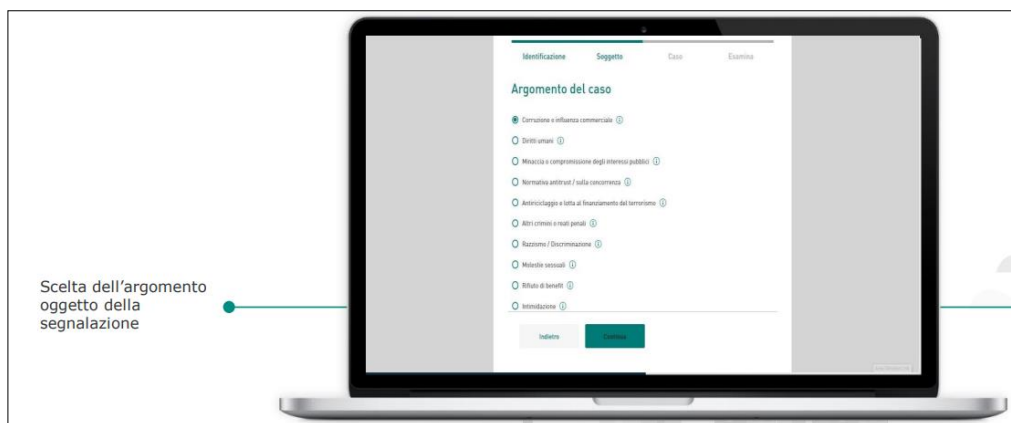 Identificazione Soggetto Caso Esamina
Argomento del caso
Corruzione o influenza commerciale
Diritti umani
Minaccia o compromissione degli interessi pubblici
Normativa antitrust / sulla concorrenza
Antiriciclaggio e lotta al finanziamento del terrorismo
Altri crimini o reati penali
Razzismo / Discriminazione
Molestie sessuali
Rifiuto di benefit
Intimidazione
Indietro Continua
Scelta dell'argomento
oggetto della
segnalazione